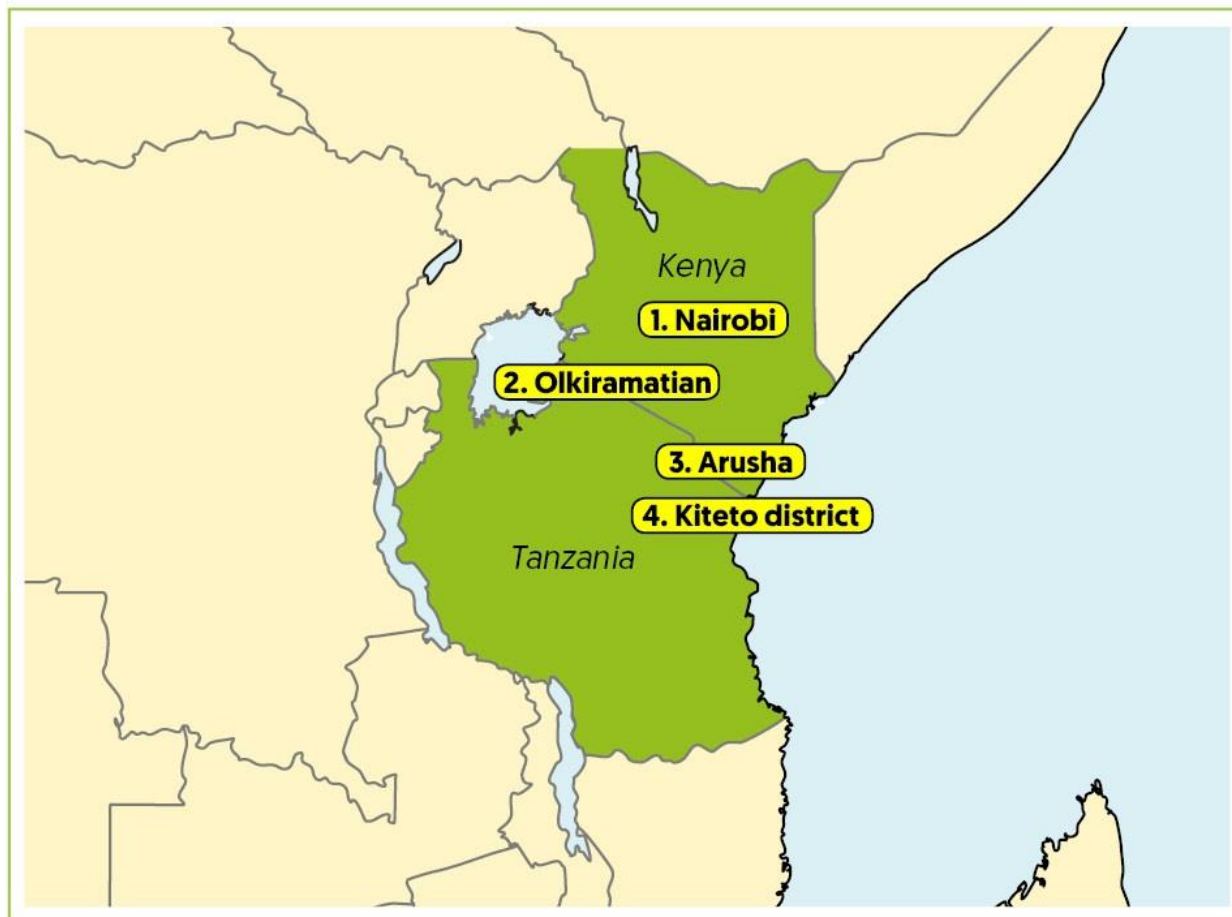 Kenya
1. Nairobi
2. Olkiramatian
3. Arusha
4. Kiteto district
Tanzania